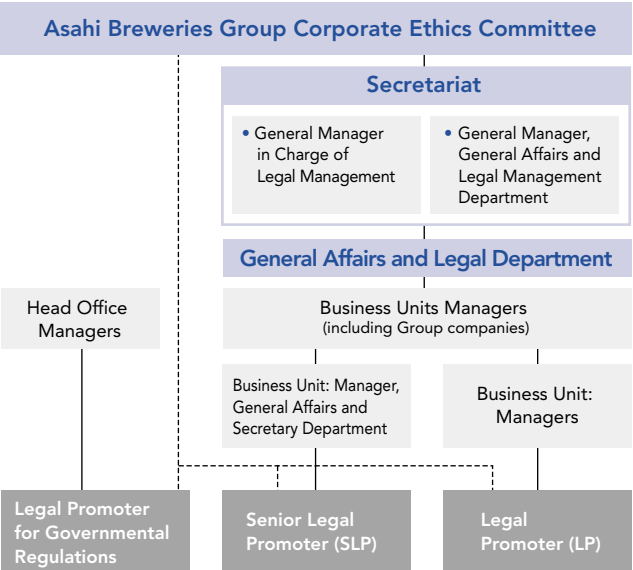 Asahi Breweries Group Corporate Ethics Committee
Secretariat
• General Manager
in Charge of
Legal Management
• General Manager,
General Affairs and
Legal Management
Department
General Affairs and Legal Department
Head Office
Managers
Business Units Managers
(including Group companies)
Business Unit: Manager,
General Affairs and
Secretary Department
Business Unit:
Managers
Legal Promoter
for Governmental
Regulations
Senior Legal
Promoter (SLP)
Legal
Promoter (LP)